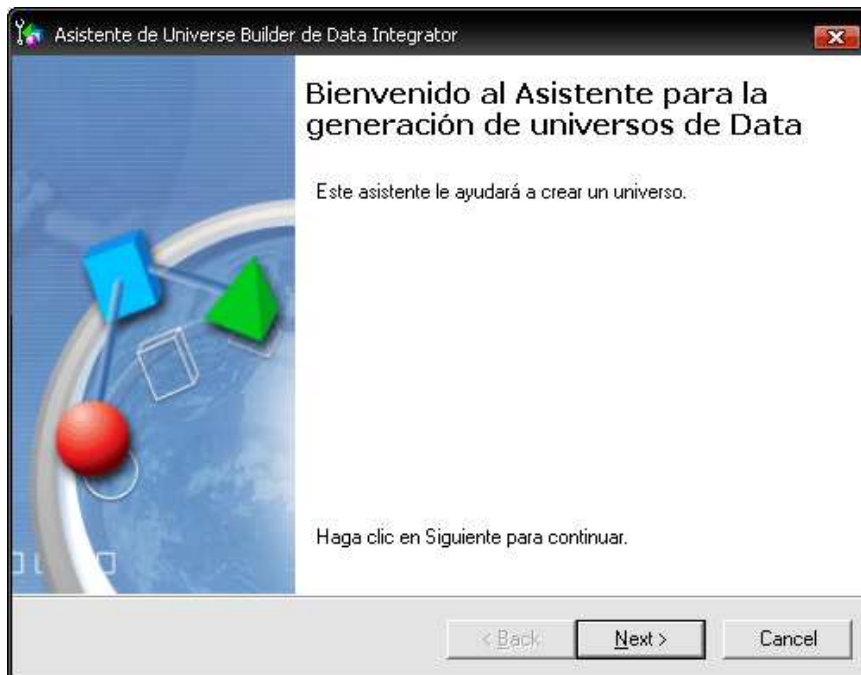 Asistente de Universe Builder de Data Integrator
Bienvenido al Asistente para la
generación de universos de Data
Este asistente le ayudará a crear un universo.
Haga clic en Siguiente para continuar.
< Back
Next >
Cancel